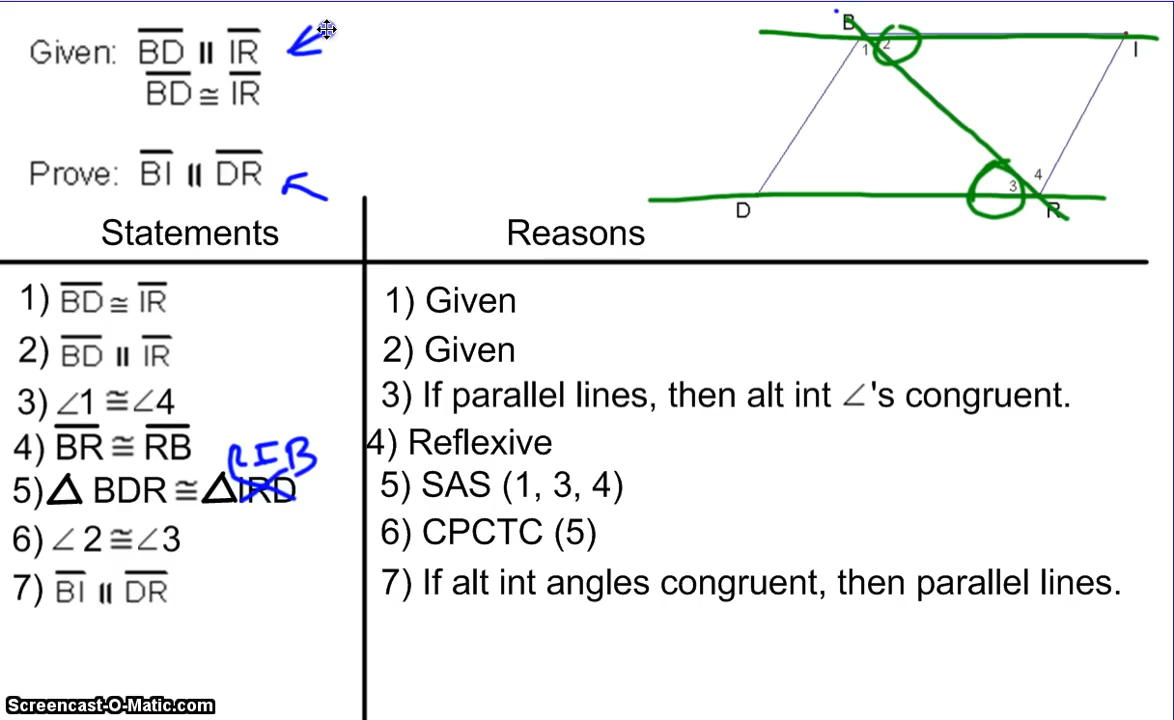 Given: BD || IR
BD ≅ IR
Prove: BI || DR
B
1
2
I
4
3
D
R
Statements
Reasons
1) BD ≅ IR
1) Given
2) BD || IR
2) Given
3) ∠1 ≅ ∠4
3) If parallel lines, then alt int ∠'s congruent.
4) BR ≅ RB
4) Reflexive
RIB
5) △ BDR ≅ △IRD
5) SAS (1, 3, 4)
6) ∠ 2 ≅ ∠3
6) CPCTC (5)
7) BI || DR
7) If alt int angles congruent, then parallel lines.
Screencast-O-Matic.com